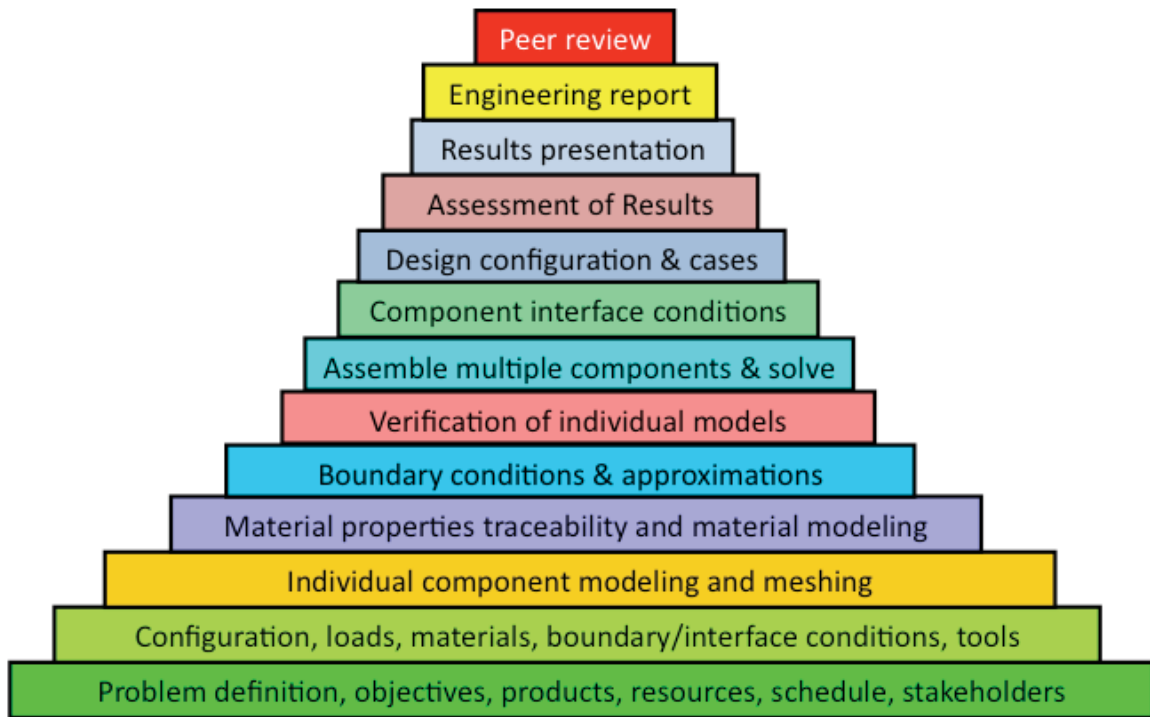 Peer review
Engineering report
Results presentation
Assessment of Results
Design configuration & cases
Component interface conditions
Assemble multiple components & solve
Verification of individual models
Boundary conditions & approximations
Material properties traceability and material modeling
Individual component modeling and meshing
Configuration, loads, materials, boundary/interface conditions, tools
Problem definition, objectives, products, resources, schedule, stakeholders